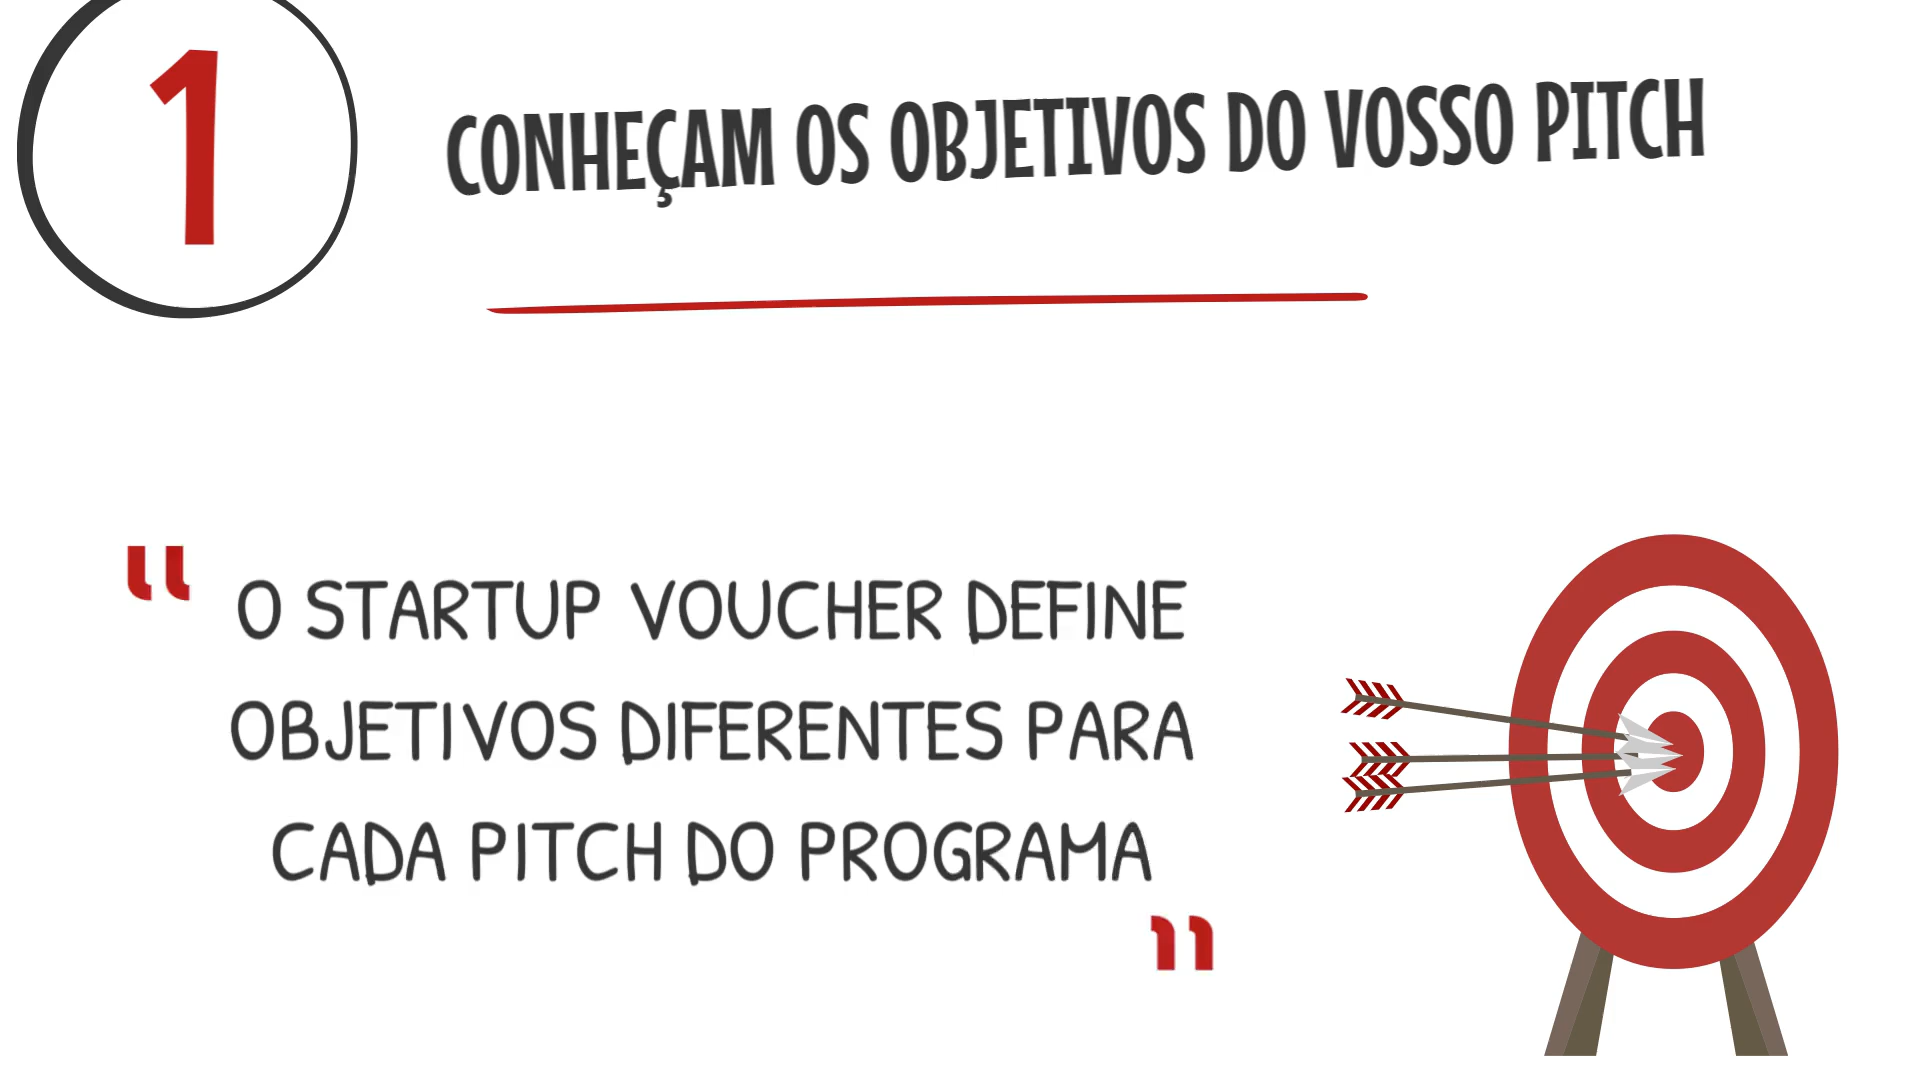 1
CONHEÇAM OS OBJETIVOS DO VOSSO PITCH
"O STARTUP VOUCHER DEFINE
OBJETIVOS DIFERENTES PARA
CADA PITCH DO PROGRAMA"